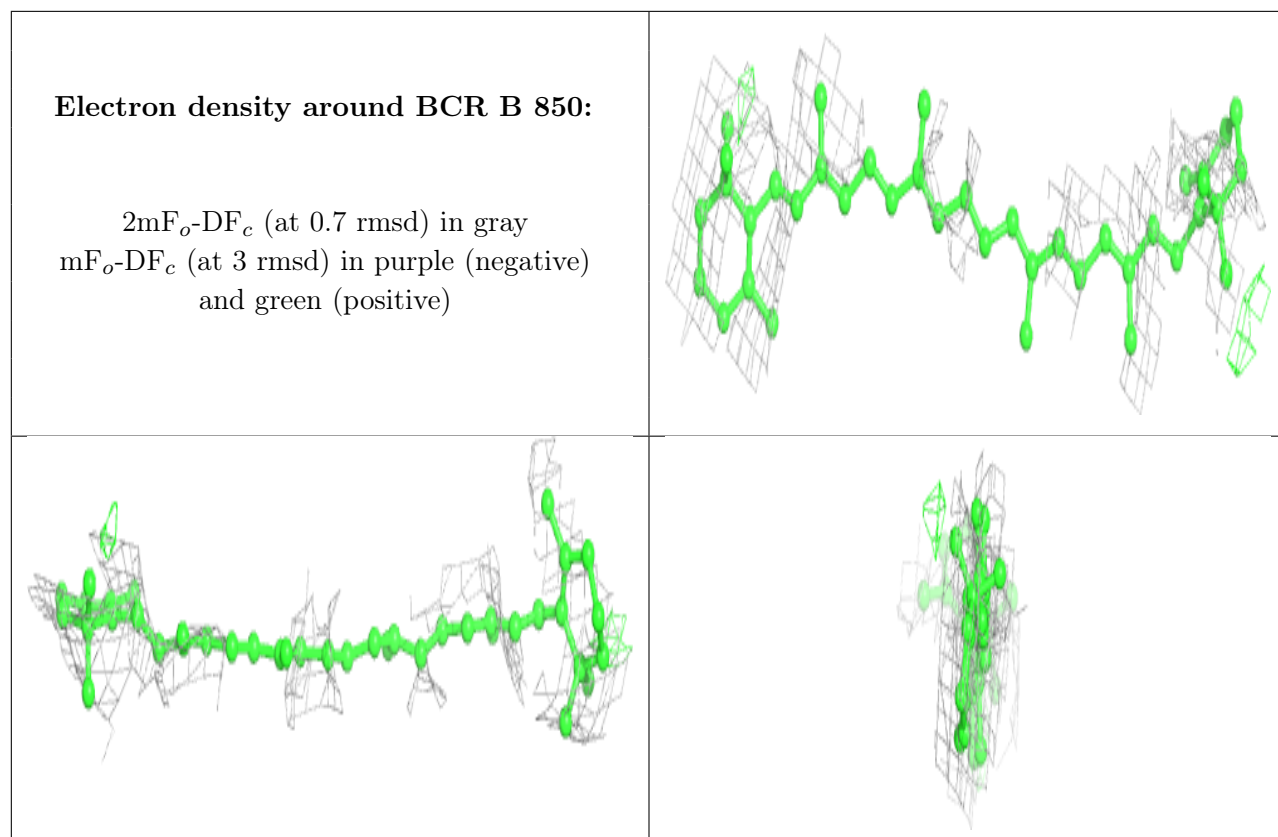 Electron density around BCR B 850:
2mFo-DFc (at 0.7 rmsd) in gray
mFo-DFc (at 3 rmsd) in purple (negative)
and green (positive)